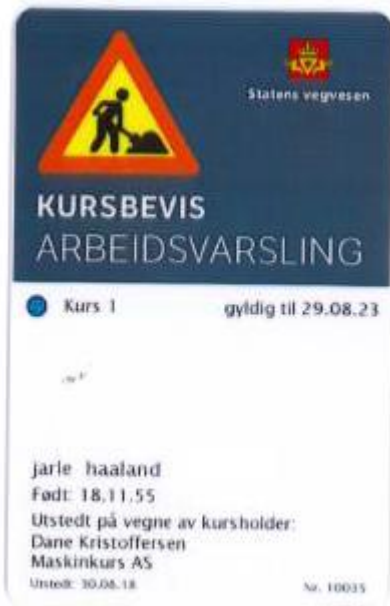 Statens vegvesen
KURSBEVIS
ARBEIDSVARSLING
Kurs 1 gyldig til 29.08.23
jarle haaland
Født: 18.11.55
Utstedt på vegne av kursholder:
Dane Kristoffersen
Maskinkurs AS
Utstedt: 30.08.18 Nr. 10035